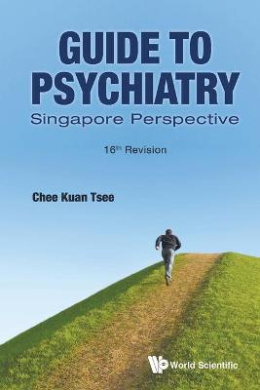 GUIDE TO
PSYCHIATRY
Singapore Perspective
16th Revision
Chee Kuan Tsee
World Scientific